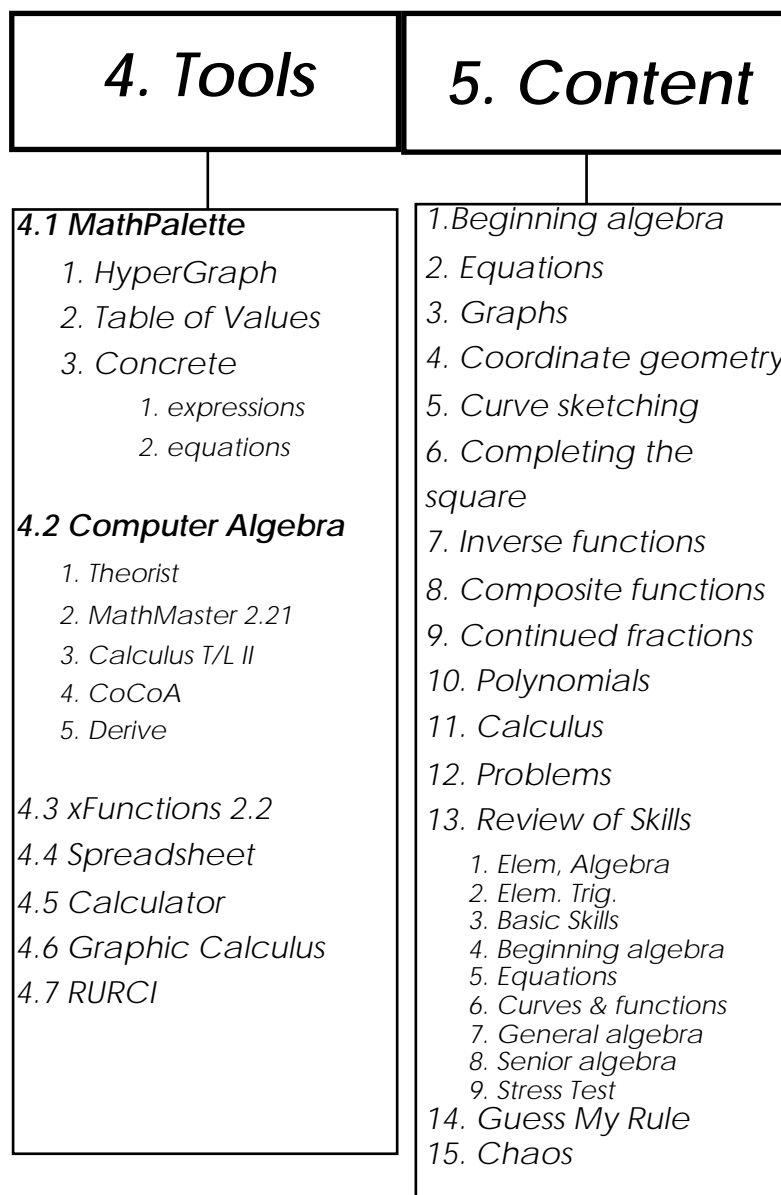 4. Tools
4.1 MathPalette
1. HyperGraph
2. Table of Values
3. Concrete
1. expressions
2. equations
4.2 Computer Algebra
1. Theorist
2. MathMaster 2.21
3. Calculus T/L II
4. CoCoA
5. Derive
4.3 xFunctions 2.2
4.4 Spreadsheet
4.5 Calculator
4.6 Graphic Calculus
4.7 RURCI
5. Content
1.Beginning algebra
2. Equations
3. Graphs
4. Coordinate geometry
5. Curve sketching
6. Completing the
square
7. Inverse functions
8. Composite functions
9. Continued fractions
10. Polynomials
11. Calculus
12. Problems
13. Review of Skills
1. Elem, Algebra
2. Elem. Trig.
3. Basic Skills
4. Beginning algebra
5. Equations
6. Curves & functions
7. General algebra
8. Senior algebra
9. Stress Test
14. Guess My Rule
15. Chaos